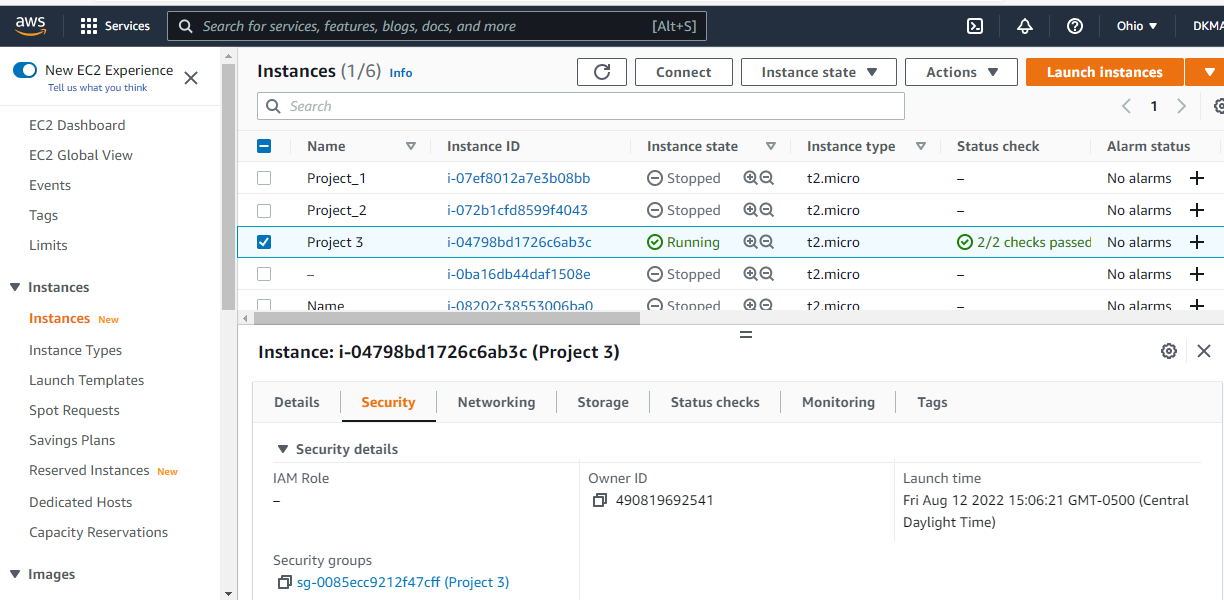 aws Services Search for services, features, blogs, docs, and more [Alt+S] Ohio ▼
New EC2 Experience
Tell us what you think
EC2 Dashboard
EC2 Global View
Events
Tags
Limits
Instances
Instances New
Instance Types
Launch Templates
Spot Requests
Savings Plans
Reserved Instances New
Dedicated Hosts
Capacity Reservations
Images
Instances (1/6) Info Connect Instance state ▼ Actions ▼ Launch instances ▼
Search 1
Name Instance ID Instance state Instance type Status check Alarm status
Project_1 i-07ef8012a7e3b08bb Stopped t2.micro – No alarms +
Project_2 i-072b1cfd8599f4043 Stopped t2.micro – No alarms +
Project 3 i-04798bd1726c6ab3c Running t2.micro 2/2 checks passed No alarms +
– i-0ba16db44daf1508e Stopped t2.micro – No alarms +
Name i-08202c38553006ba0 Stopped t2.micro – No alarms +
Instance: i-04798bd1726c6ab3c (Project 3)
Details Security Networking Storage Status checks Monitoring Tags
▼ Security details
IAM Role Owner ID Launch time
– 490819692541 Fri Aug 12 2022 15:06:21 GMT-0500 (Central
Daylight Time)
Security groups
sg-0085ecc9212f47cff (Project 3)